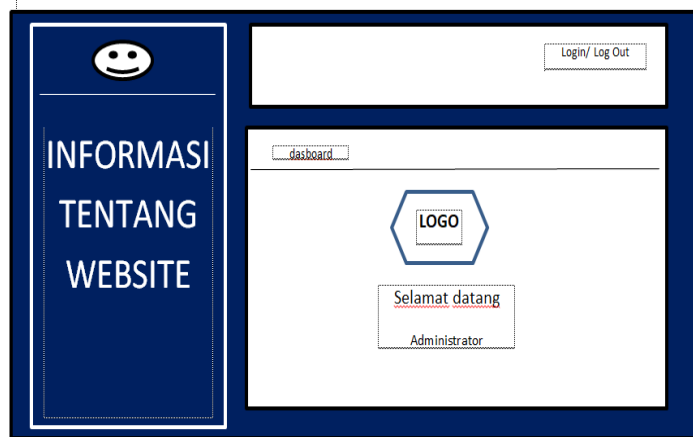 INFORMASI
TENTANG
WEBSITE
Login/ Log Out
dasboard
LOGO
Selamat datang
Administrator